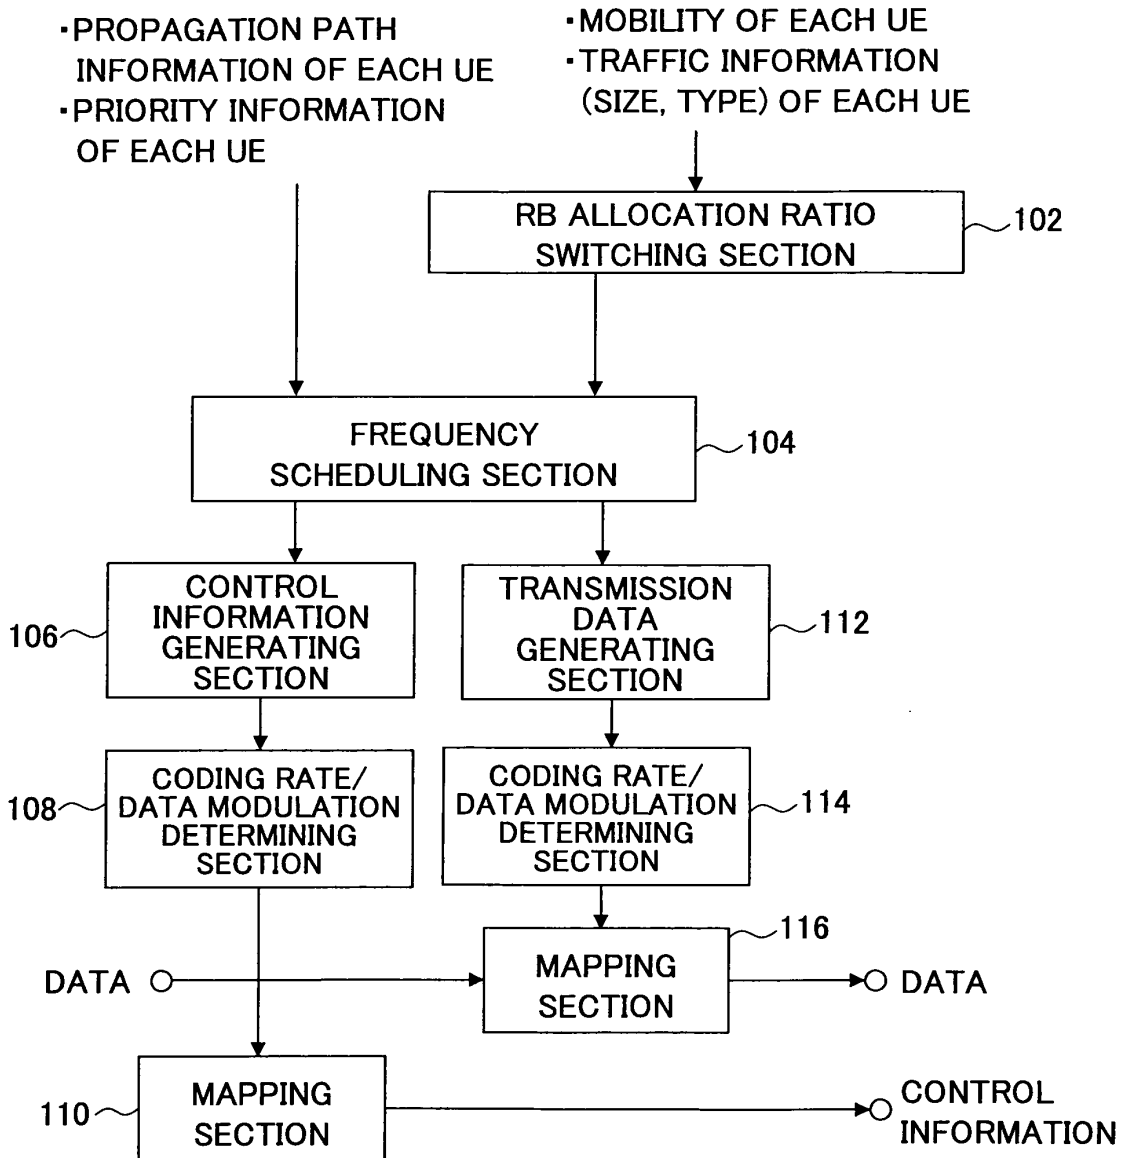 ・PROPAGATION PATH
INFORMATION OF EACH UE
・PRIORITY INFORMATION
OF EACH UE
・MOBILITY OF EACH UE
・TRAFFIC INFORMATION
(SIZE, TYPE) OF EACH UE
RB ALLOCATION RATIO
SWITCHING SECTION
102
FREQUENCY
SCHEDULING SECTION
104
CONTROL
INFORMATION
GENERATING
SECTION
106
TRANSMISSION
DATA
GENERATING
SECTION
112
CODING RATE/
DATA MODULATION
DETERMINING
SECTION
108
CODING RATE/
DATA MODULATION
DETERMINING
SECTION
114
116
DATA
MAPPING
SECTION
DATA
110
MAPPING
SECTION
CONTROL
INFORMATION